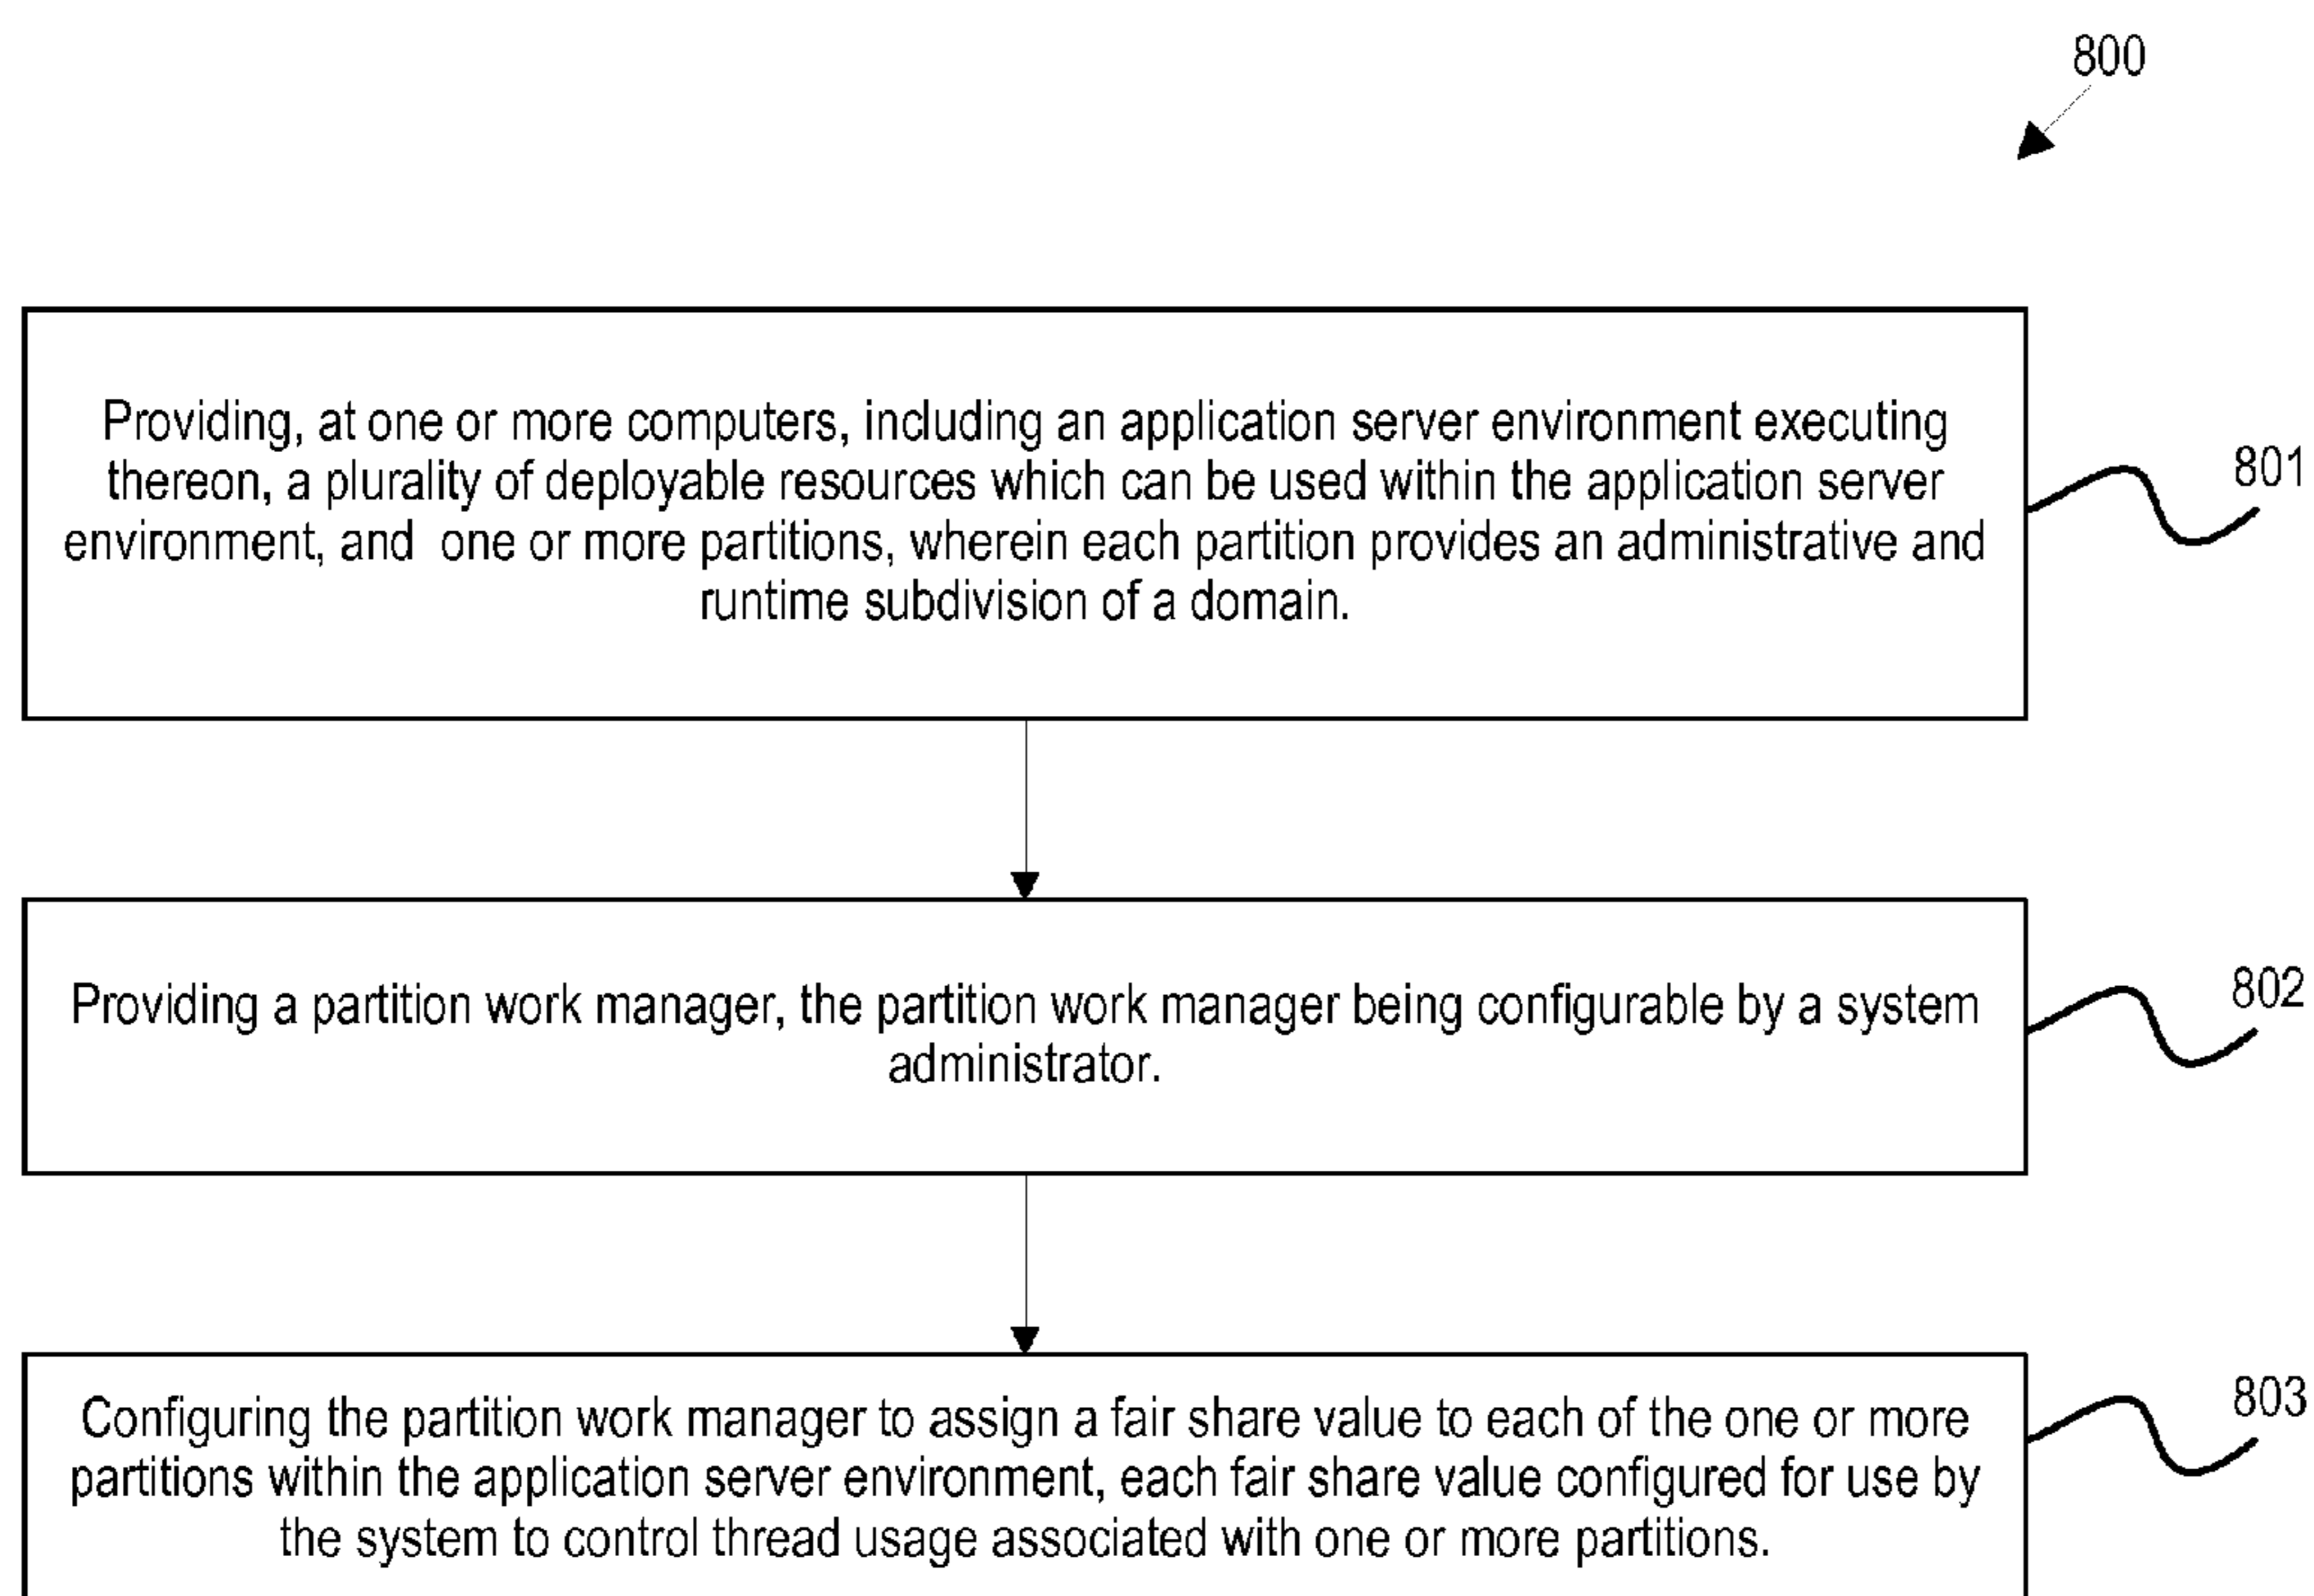 800
Providing, at one or more computers, including an application server environment executing
thereon, a plurality of deployable resources which can be used within the application server
environment, and one or more partitions, wherein each partition provides an administrative and
runtime subdivision of a domain.
801
Providing a partition work manager, the partition work manager being configurable by a system
administrator.
802
Configuring the partition work manager to assign a fair share value to each of the one or more
partitions within the application server environment, each fair share value configured for use by
the system to control thread usage associated with one or more partitions.
803